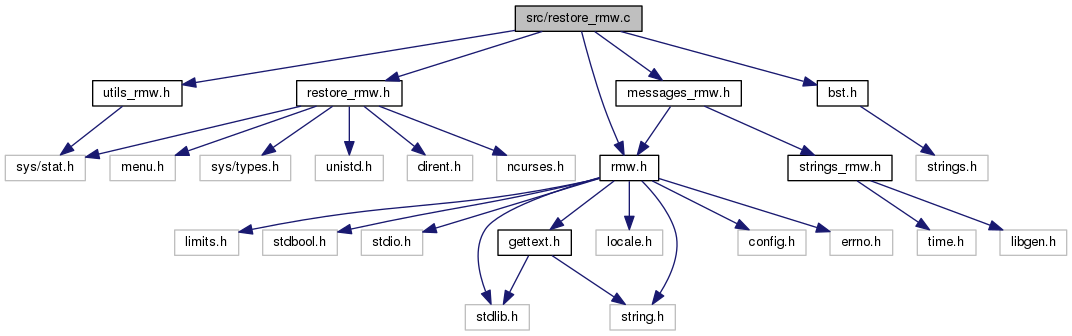 src/restore_rmw.c
utils_rmw.h
restore_rmw.h
messages_rmw.h
bst.h
sys/stat.h
menu.h
sys/types.h
unistd.h
dirent.h
ncurses.h
rmw.h
strings_rmw.h
strings.h
limits.h
stdbool.h
stdio.h
gettext.h
locale.h
config.h
errno.h
time.h
libgen.h
stdlib.h
string.h